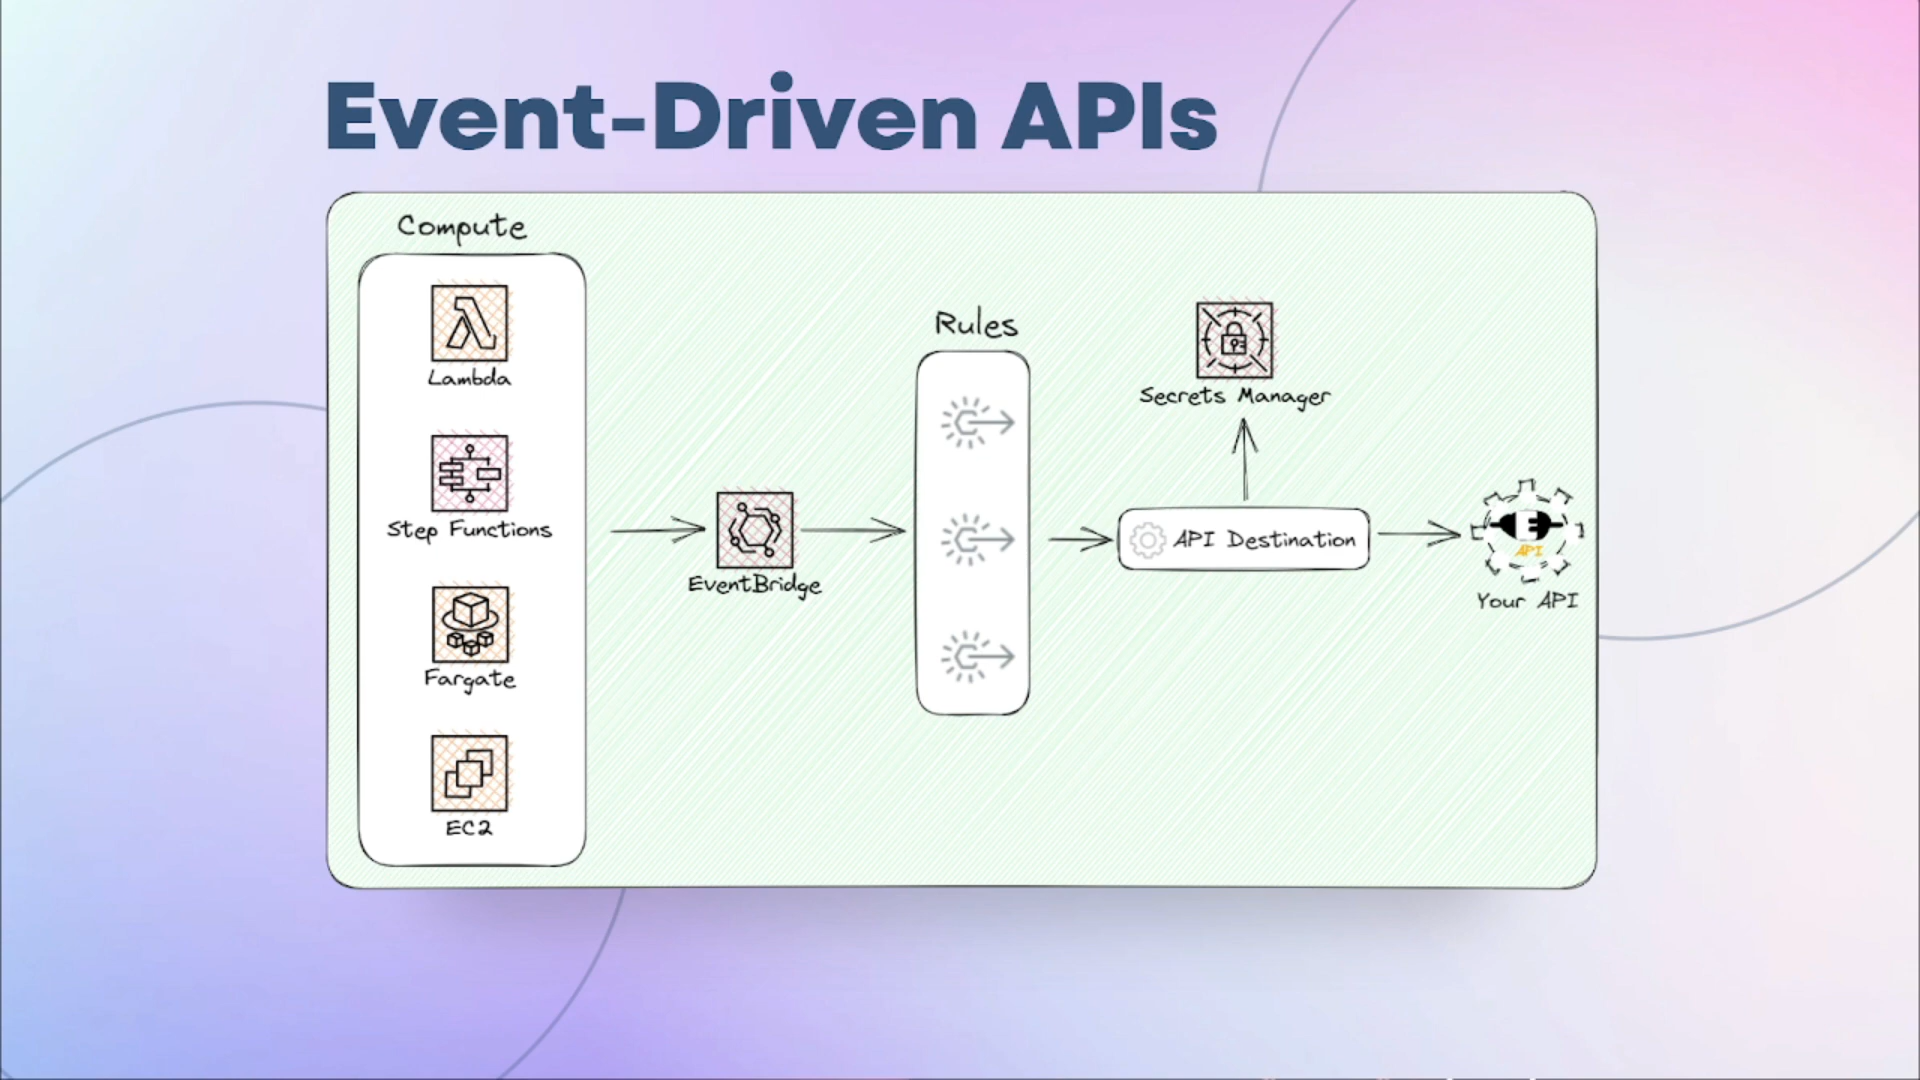 Event-Driven APIs
Compute
Lambda
Step Functions
Fargate
EC2
EventBridge
Rules
Secrets Manager
API Destination
API
Your API